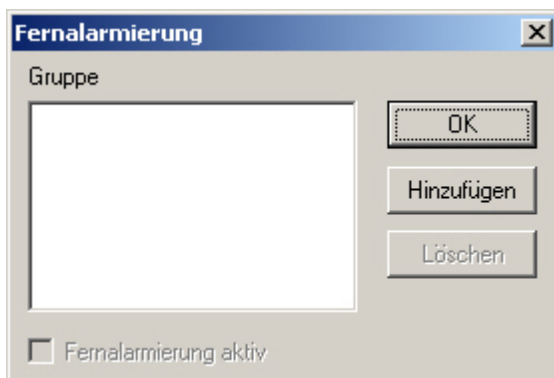 Fernalarmierung
Gruppe
OK
Hinzufügen
Löschen
Fernalarmierung aktiv